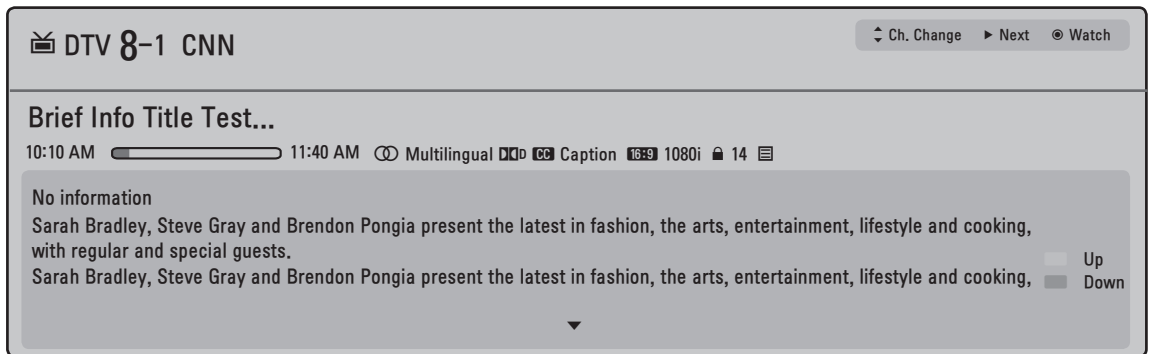 DTV 8-1 CNN
Ch. Change Next Watch
Brief Info Title Test...
10:10 AM 11:40 AM Multilingual DD D CC Caption 16:9 1080i 14
No information
Sarah Bradley, Steve Gray and Brendon Pongia present the latest in fashion, the arts, entertainment, lifestyle and cooking,
with regular and special guests.
Sarah Bradley, Steve Gray and Brendon Pongia present the latest in fashion, the arts, entertainment, lifestyle and cooking,
Up
Down